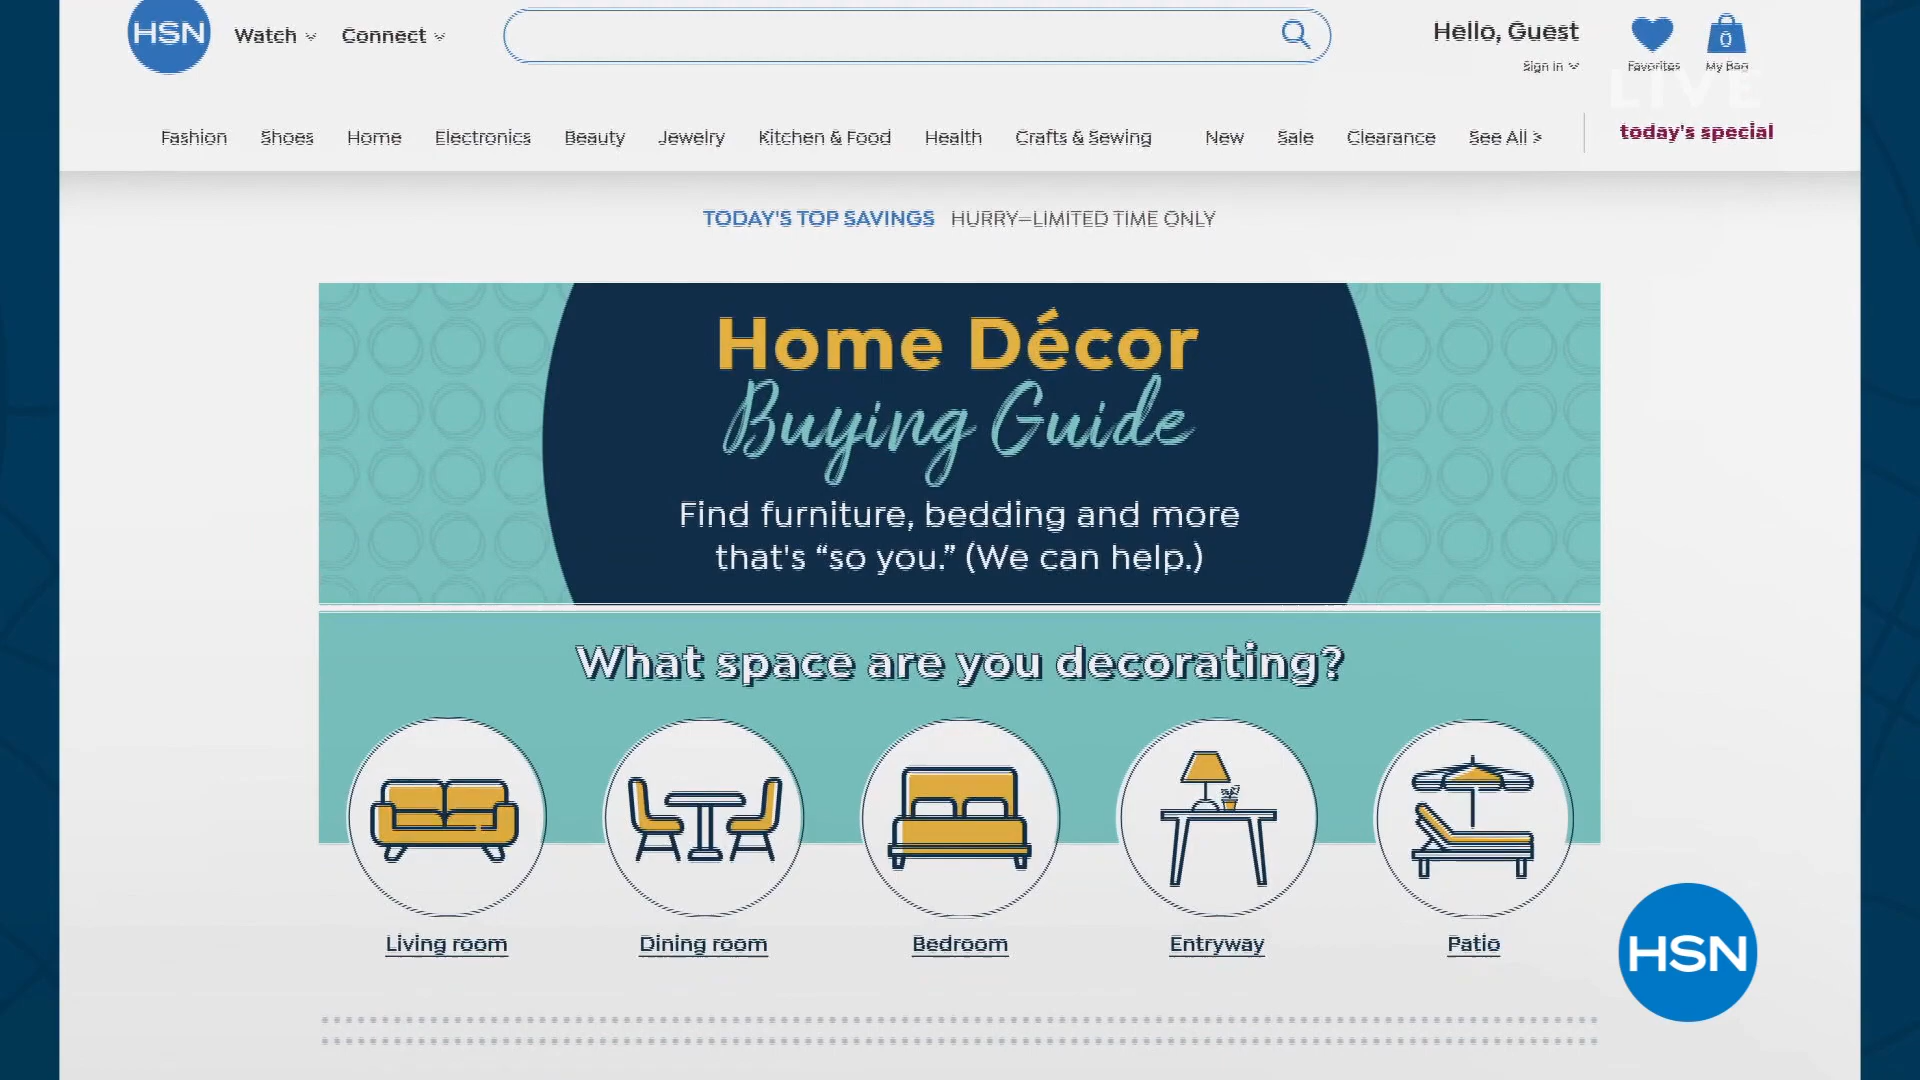 HSN Watch Connect Hello, Guest
0
Sign in Favorites My Bag
LIVE
Fashion Shoes Home Electronics Beauty Jewelry Kitchen & Food Health Crafts & Sewing New Sale Clearance See All > today's special
TODAY'S TOP SAVINGS HURRY—LIMITED TIME ONLY
Home Décor
Buying Guide
Find furniture, bedding and more
that's “so you.” (We can help.)
What space are you decorating?
Living room Dining room Bedroom Entryway Patio
HSN